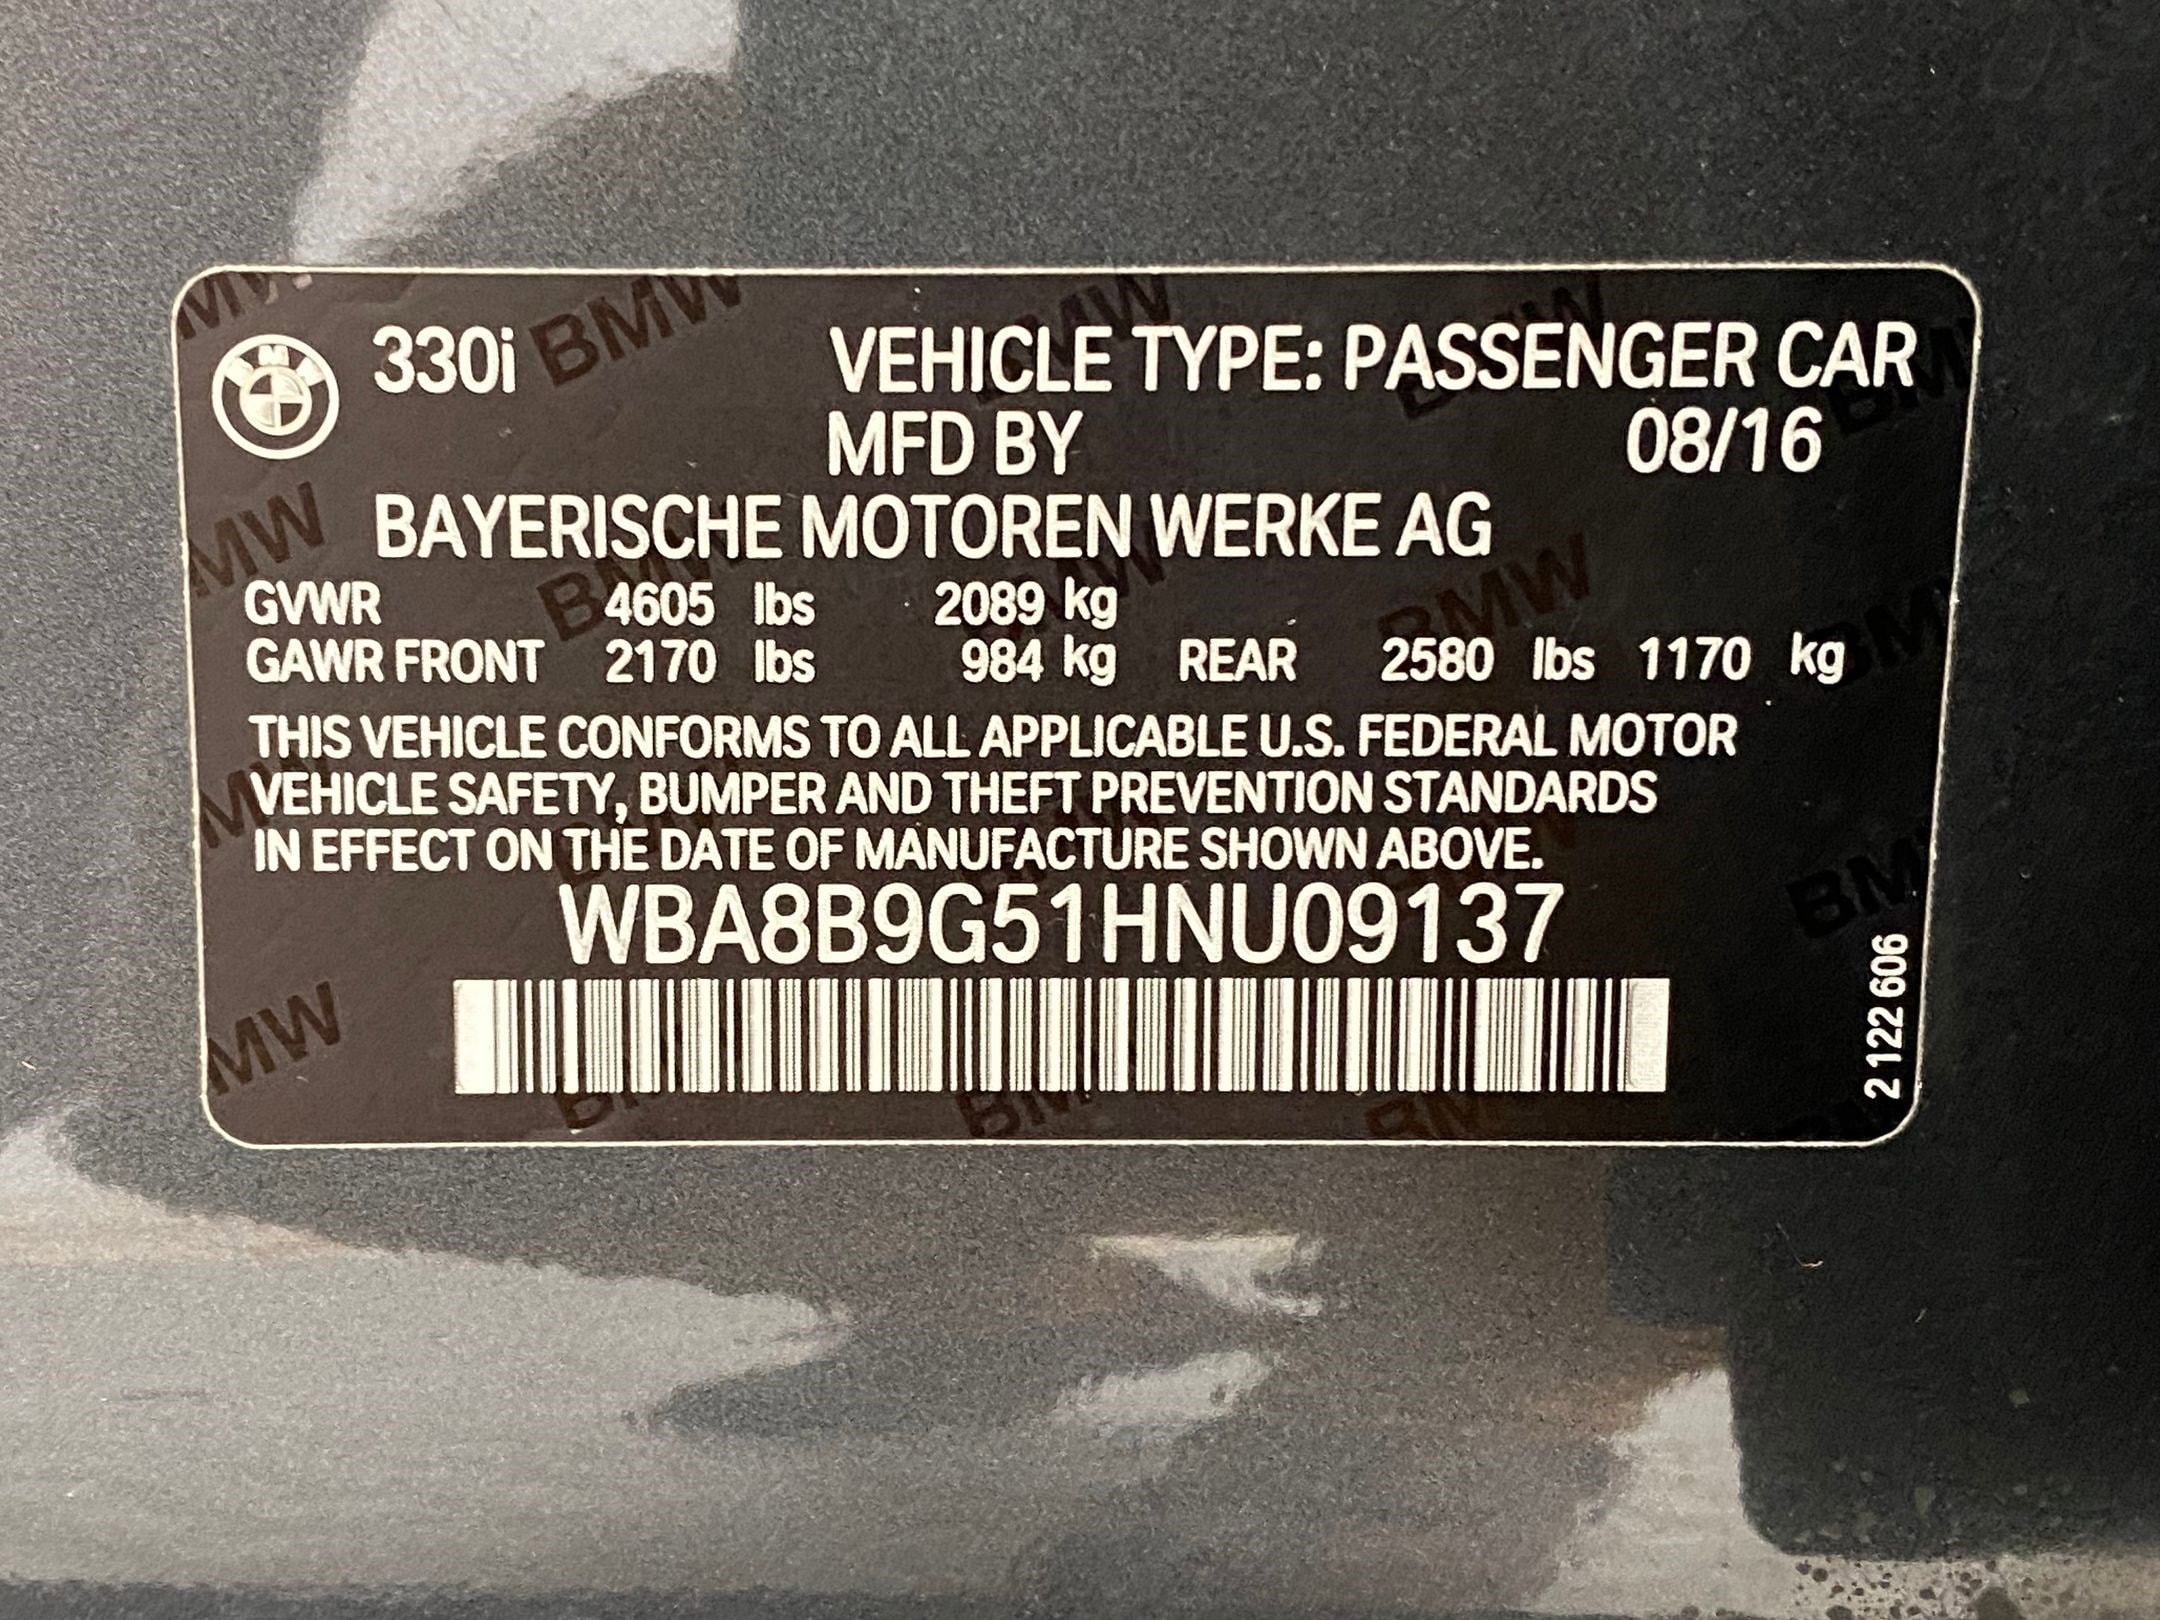 BMW 330i VEHICLE TYPE: PASSENGER CAR
MFD BY 08/16
BAYERISCHE MOTOREN WERKE AG
GVWR 4605 lbs 2089 kg
GAWR FRONT 2170 lbs 984 kg REAR 2580 lbs 1170 kg
THIS VEHICLE CONFORMS TO ALL APPLICABLE U.S. FEDERAL MOTOR
VEHICLE SAFETY, BUMPER AND THEFT PREVENTION STANDARDS
IN EFFECT ON THE DATE OF MANUFACTURE SHOWN ABOVE.
WBA8B9G51HNU09137
2 122 606